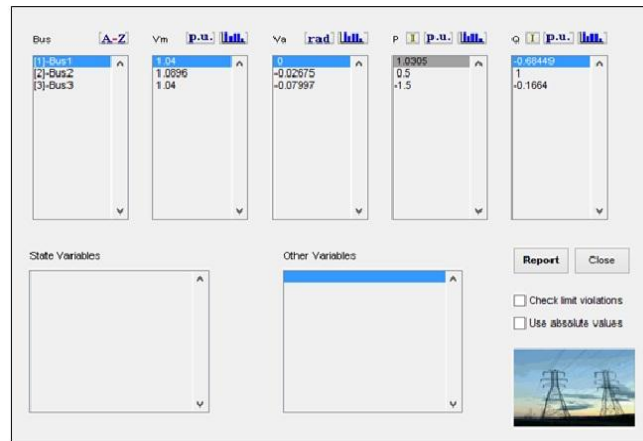 Bus A-Z Vm p.u. Va rad P I p.u. Q I p.u.
[1]-Bus1 1.04 0 1.0305 -0.68449
[2]-Bus2 1.0896 -0.02675 0.5 1
[3]-Bus3 1.04 -0.07997 -1.5 -0.1664
State Variables Other Variables
Report Close
Check limit violations
Use absolute values